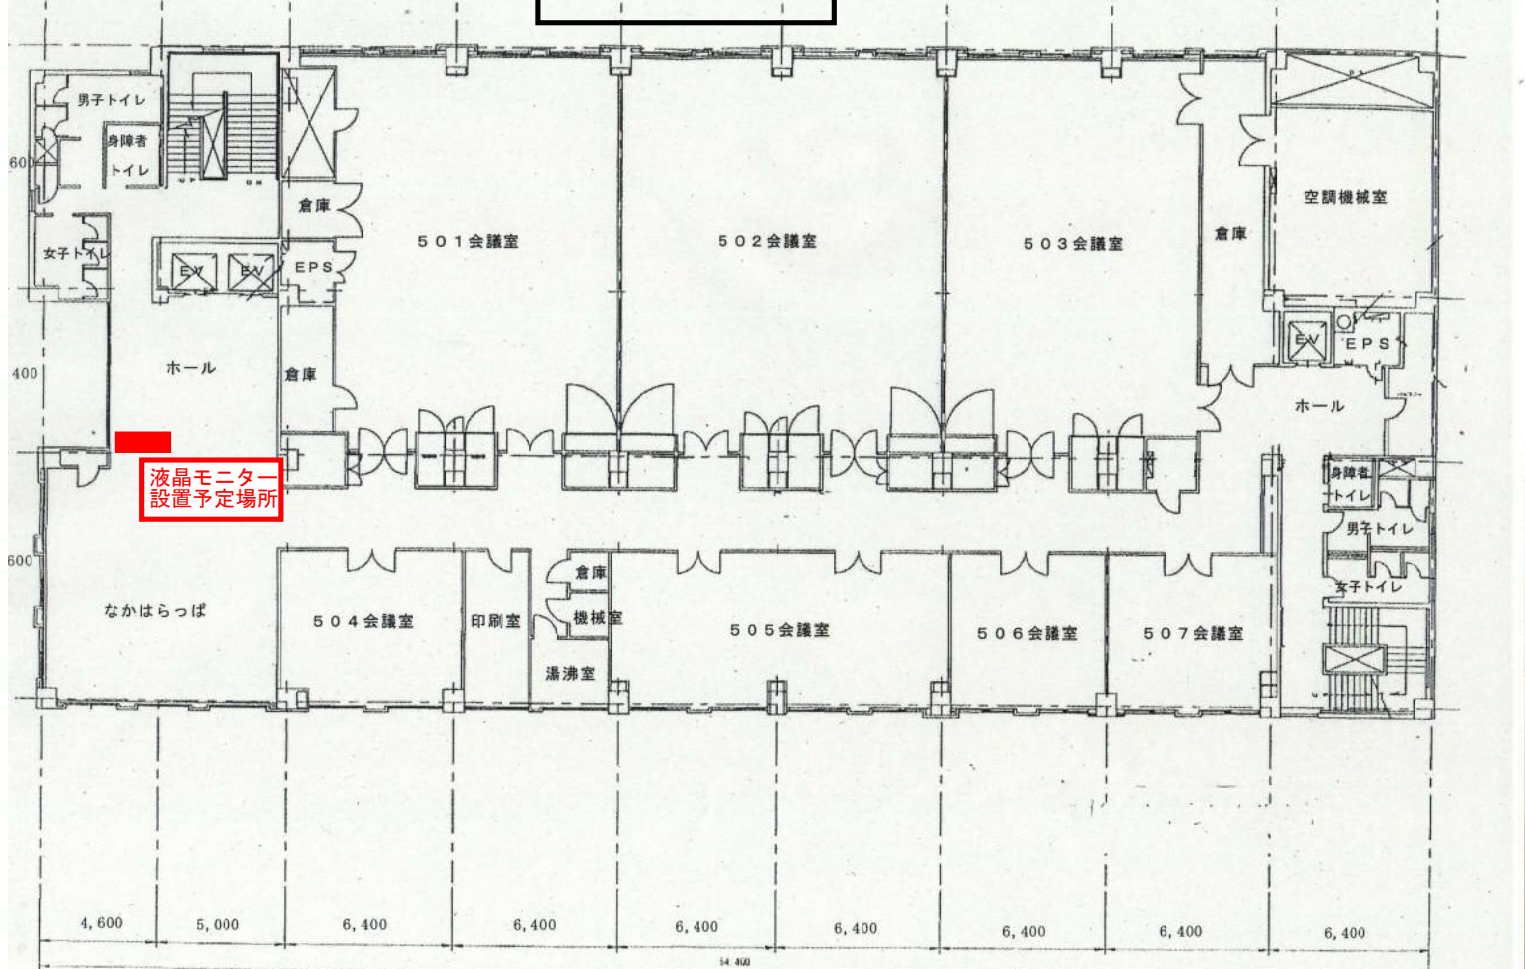 男子トイレ
身障者
トイレ
倉庫
女子トイレ
EV
EV
EPS
501会議室
502会議室
503会議室
倉庫
空調機械室
ホール
倉庫
EV
EPS
ホール
400
液晶モニター
設置予定場所
身障者
トイレ
男子トイレ
女子トイレ
600
なかはらっぱ
504会議室
印刷室
倉庫
機械室
湯沸室
505会議室
506会議室
507会議室
4,600
5,000
6,400
6,400
6,400
6,400
6,400
6,400
6,400
54,400